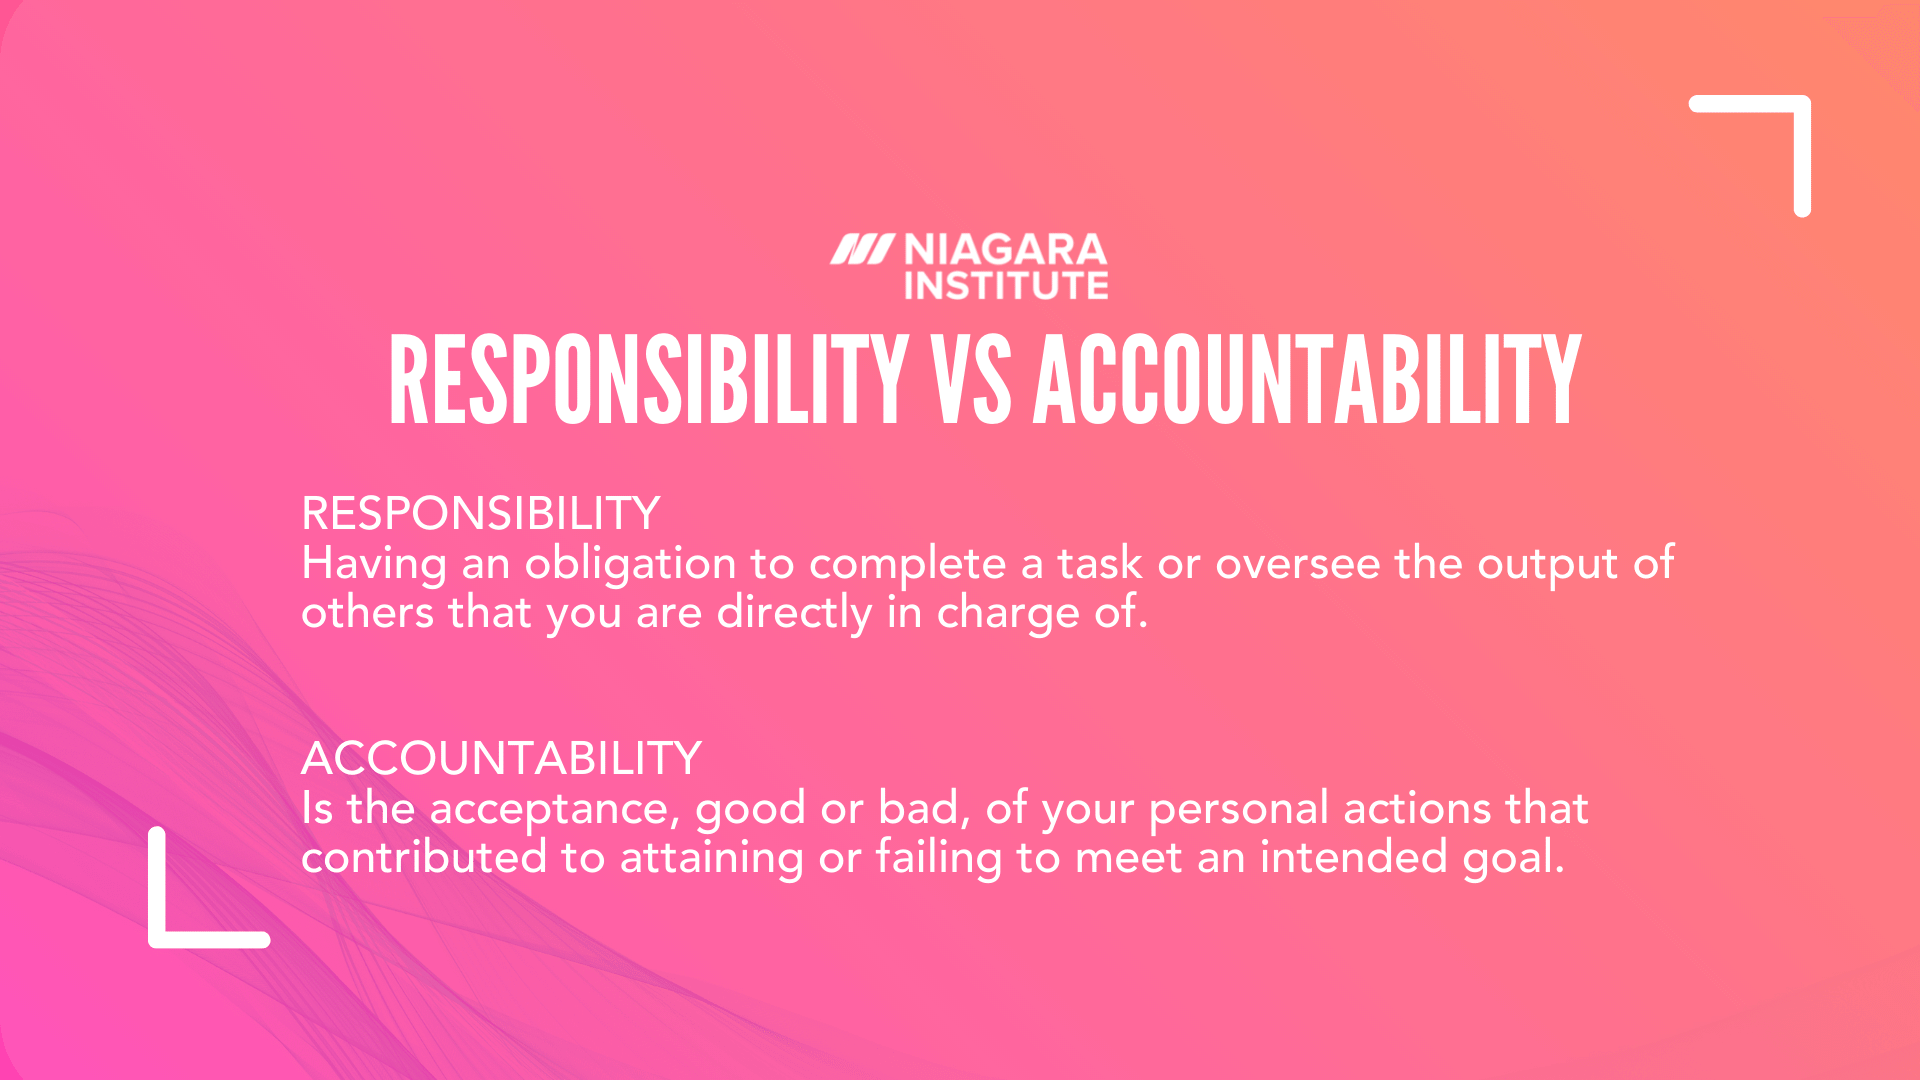 NIAGARA
INSTITUTE
RESPONSIBILITY VS ACCOUNTABILITY
RESPONSIBILITY
Having an obligation to complete a task or oversee the output of
others that you are directly in charge of.
ACCOUNTABILITY
Is the acceptance, good or bad, of your personal actions that
contributed to attaining or failing to meet an intended goal.